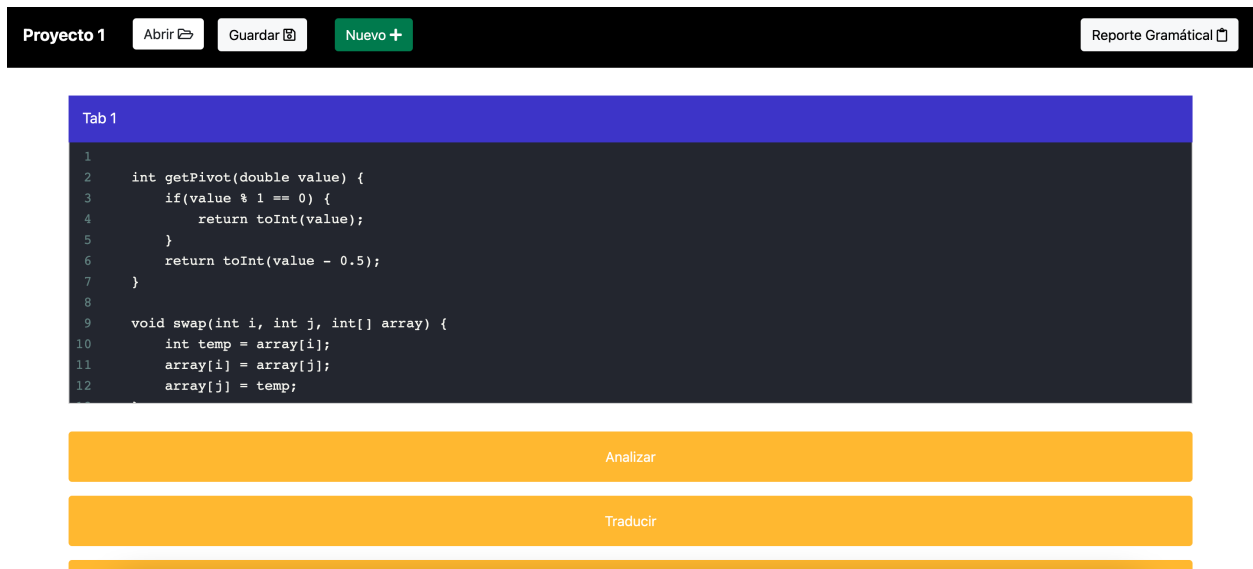 Proyecto 1 Abrir Guardar Nuevo Reporte Gramátical
Tab 1
1
2 int getPivot(double value) {
3 if(value % 1 == 0) {
4 return toInt(value);
5 }
6 return toInt(value - 0.5);
7 }
8
9 void swap(int i, int j, int[] array) {
10 int temp = array[i];
11 array[i] = array[j];
12 array[j] = temp;
Analizar
Traducir